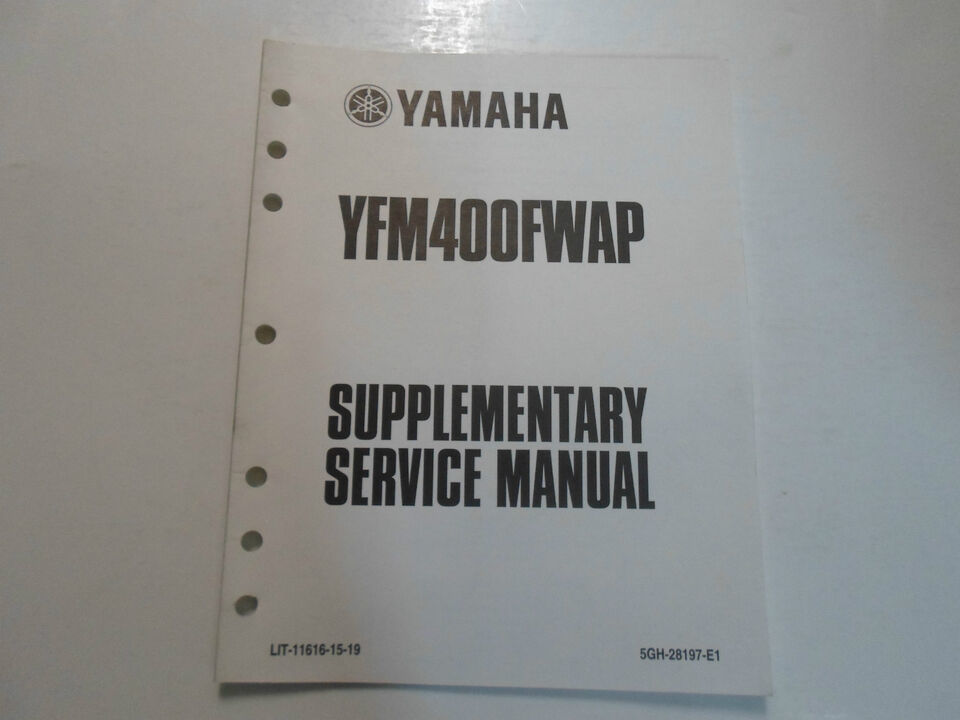 YAMAHA
YFM400FWAP
SUPPLEMENTARY
SERVICE MANUAL
LIT-11616-15-19
5GH-28197-E1